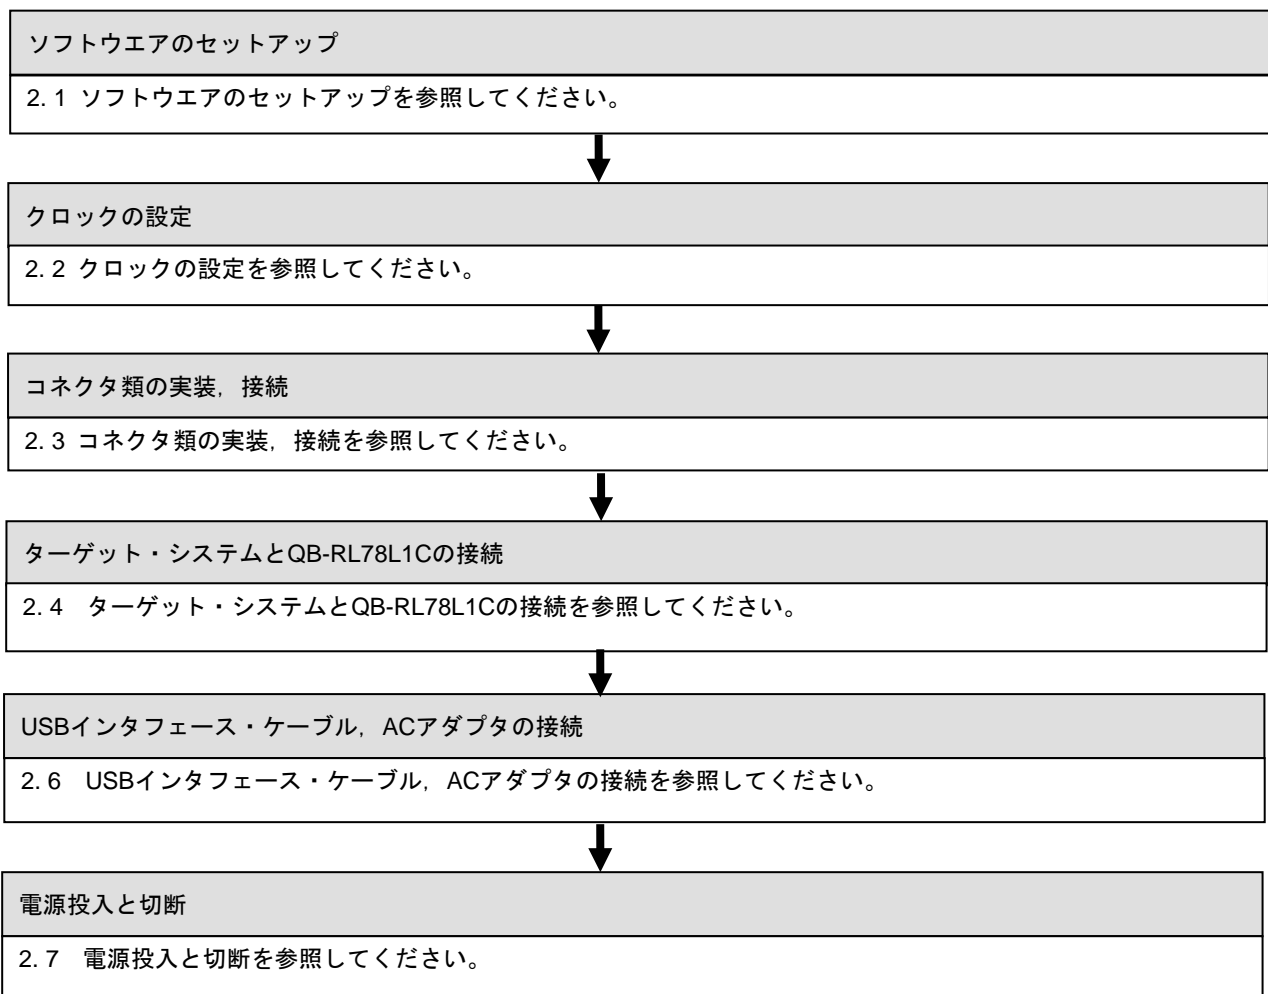 ソフトウエアのセットアップ
2. 1 ソフトウエアのセットアップを参照してください。
クロックの設定
2. 2 クロックの設定を参照してください。
コネクタ類の実装，接続
2. 3 コネクタ類の実装，接続を参照してください。
ターゲット・システムとQB-RL78L1Cの接続
2. 4　ターゲット・システムとQB-RL78L1Cの接続を参照してください。
USBインタフェース・ケーブル，ACアダプタの接続
2. 6　USBインタフェース・ケーブル，ACアダプタの接続を参照してください。
電源投入と切断
2. 7　電源投入と切断を参照してください。